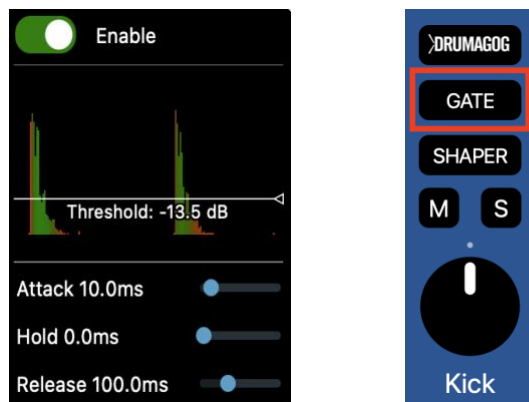 Enable
Threshold: -13.5 dB
Attack 10.0ms
Hold 0.0ms
Release 100.0ms
DRUMAGOG
GATE
SHAPER
M S
Kick